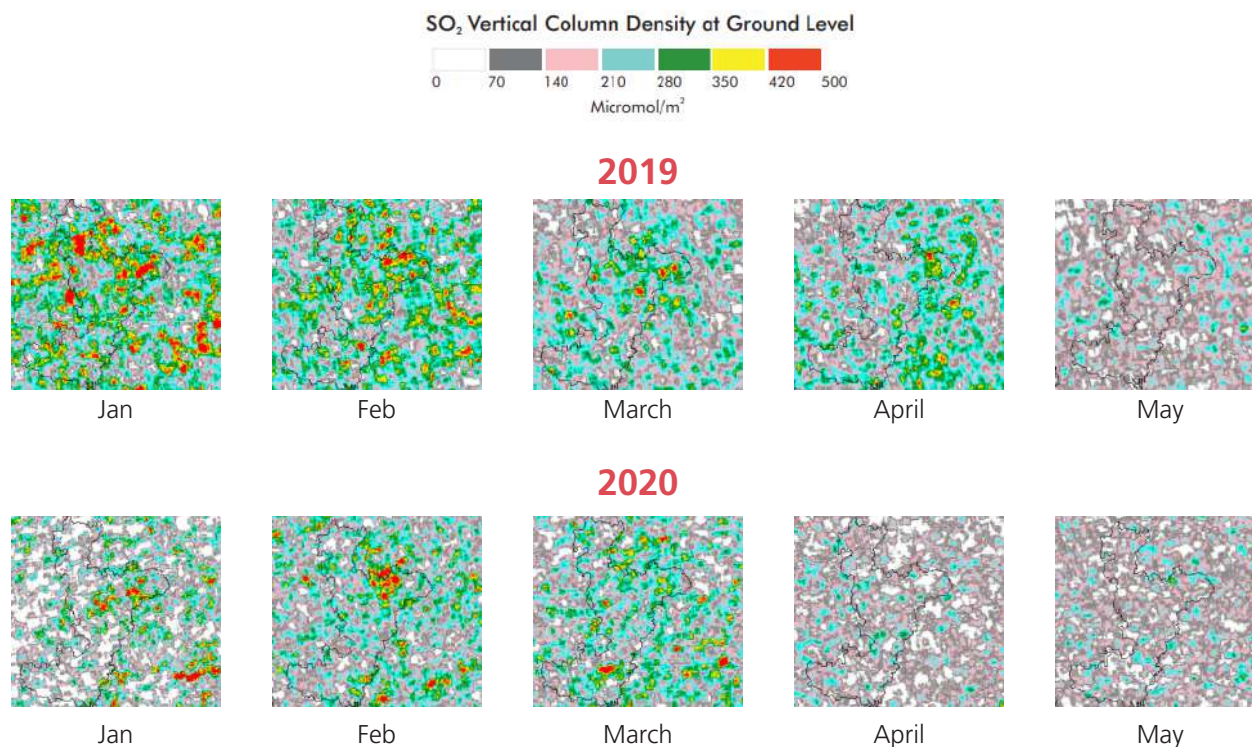 SO₂ Vertical Column Density at Ground Level
0 70 140 210 280 350 420 500
Micromol/m²
2019
Jan Feb March April May
2020
Jan Feb March April May